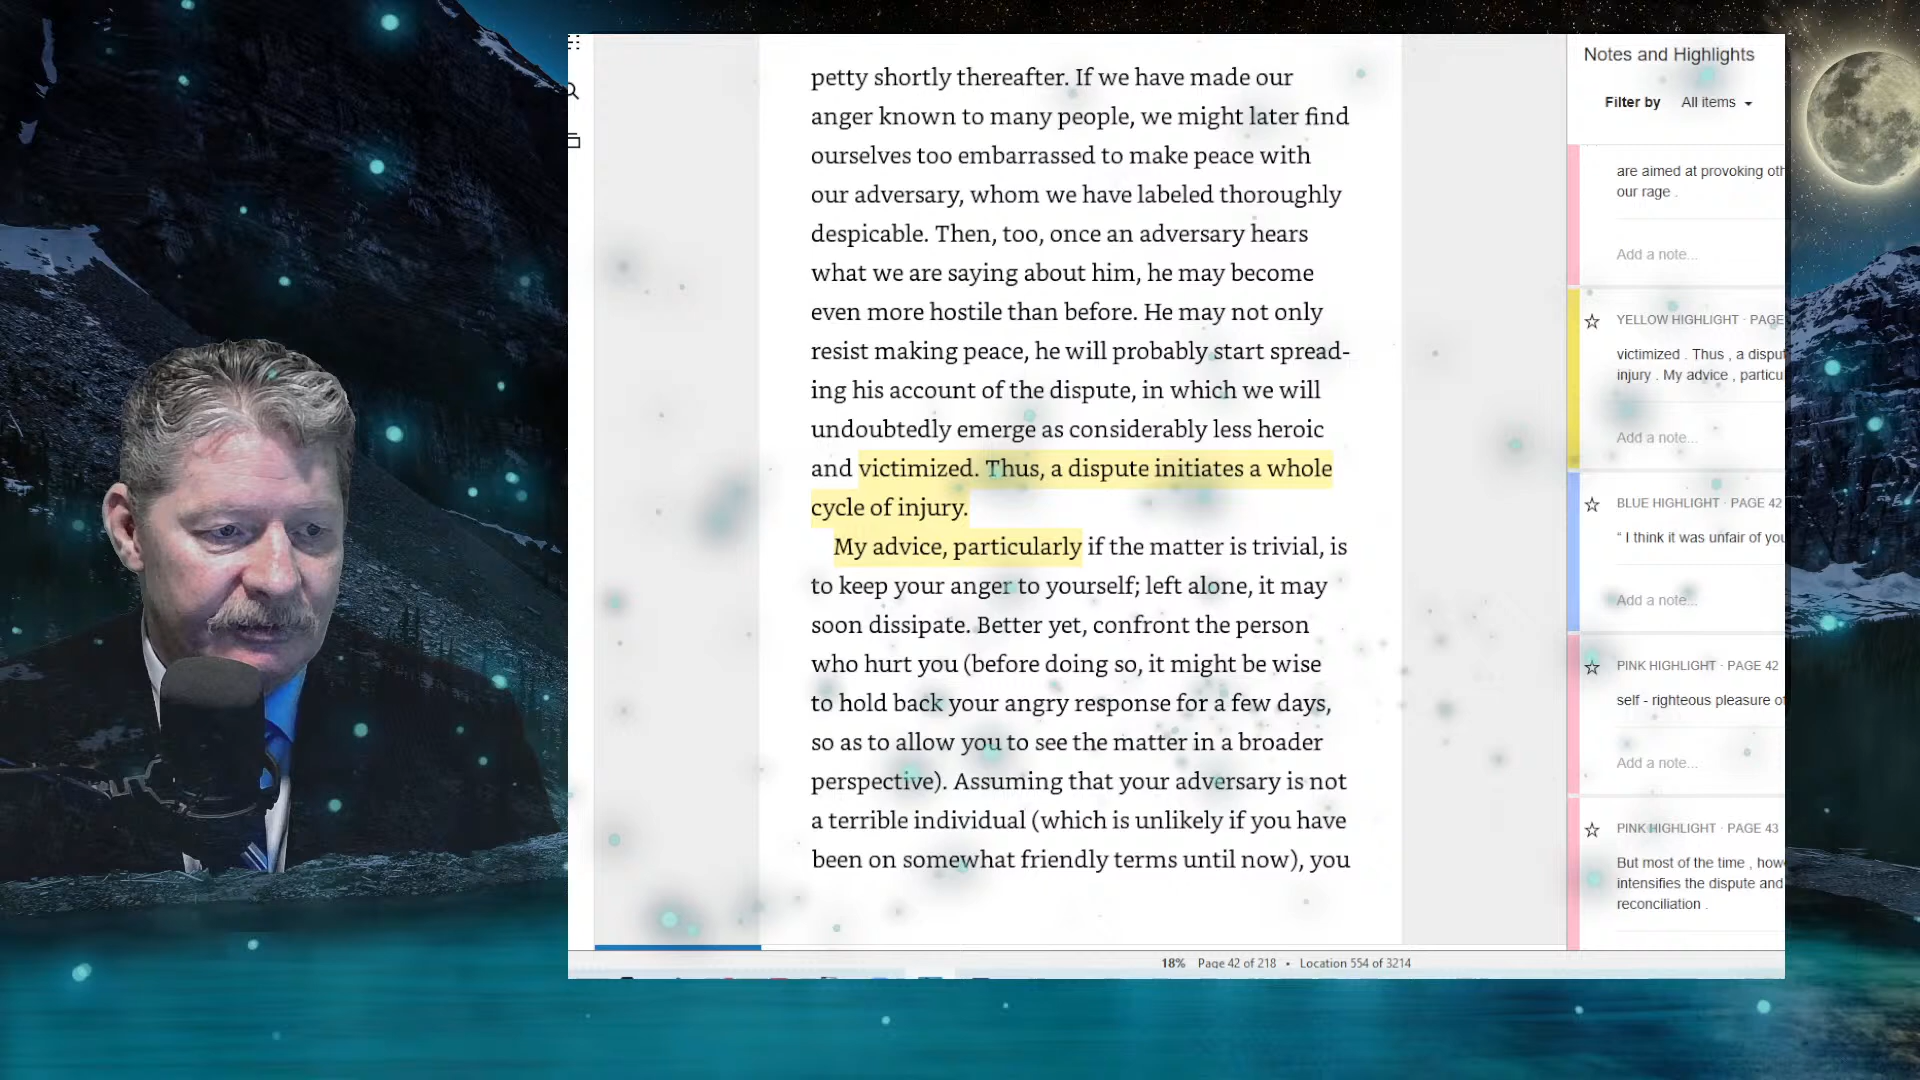 petty shortly thereafter. If we have made our
anger known to many people, we might later find
ourselves too embarrassed to make peace with
our adversary, whom we have labeled thoroughly
despicable. Then, too, once an adversary hears
what we are saying about him, he may become
even more hostile than before. He may not only
resist making peace, he will probably start spread-
ing his account of the dispute, in which we will
undoubtedly emerge as considerably less heroic
and victimized. Thus, a dispute initiates a whole
cycle of injury.
My advice, particularly if the matter is trivial, is
to keep your anger to yourself; left alone, it may
soon dissipate. Better yet, confront the person
who hurt you (before doing so, it might be wise
to hold back your angry response for a few days,
so as to allow you to see the matter in a broader
perspective). Assuming that your adversary is not
a terrible individual (which is unlikely if you have
been on somewhat friendly terms until now), you
18% Page 42 of 218 • Location 554 of 3214
Notes and Highlights
Filter by All items
are aimed at provoking
our rage .
Add a note...
YELLOW HIGHLIGHT · PAGE
victimized . Thus , a
injury . My advice ,
Add a note...
BLUE HIGHLIGHT · PAGE 42
“ I think it was unfair of
Add a note...
PINK HIGHLIGHT · PAGE 42
self - righteous pleasure
Add a note...
PINK HIGHLIGHT · PAGE 43
But most of the time ,
intensifies the dispute and
reconciliation .